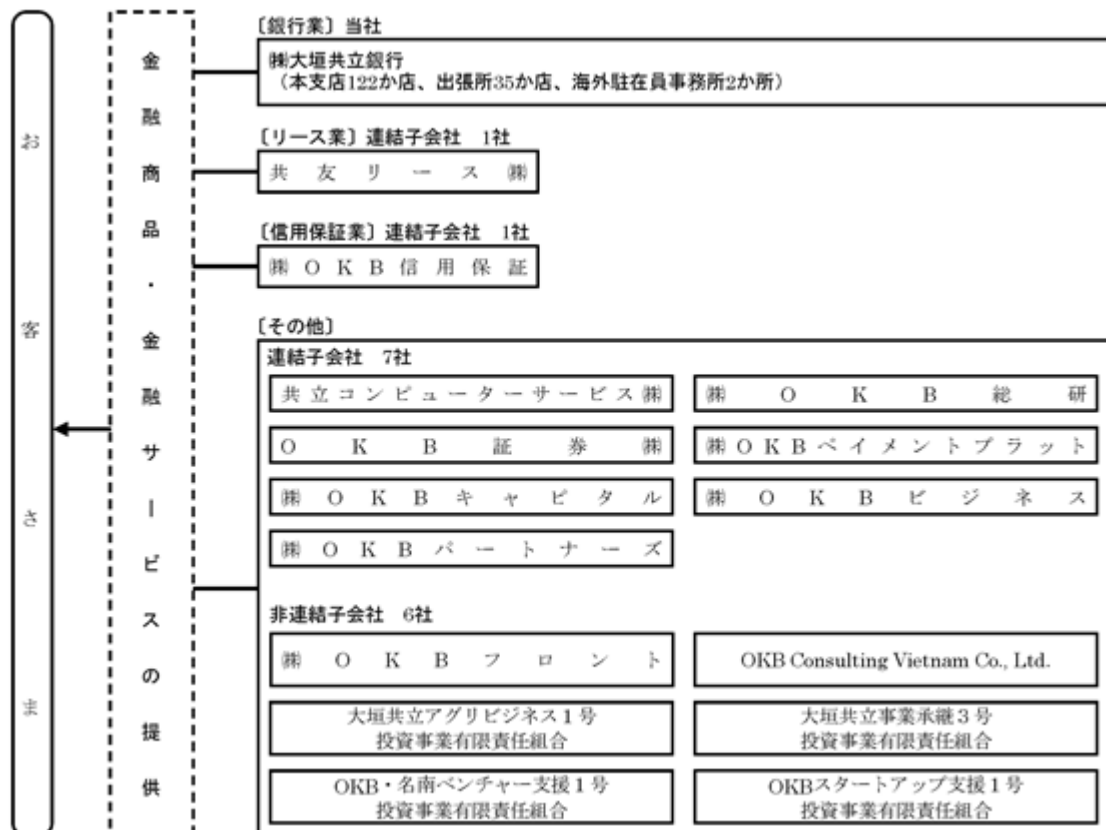 お客さま
金融商品・金融サービスの提供
〔銀行業〕当社
㈱大垣共立銀行
（本支店122か店、出張所35か店、海外駐在員事務所2か所）
〔リース業〕連結子会社 1社
共友リース㈱
〔信用保証業〕連結子会社 1社
㈱OKB信用保証
〔その他〕
連結子会社 7社
共立コンピューターサービス㈱
㈱OKB総研
OKB証券㈱
㈱OKBペイメントプラット
㈱OKBキャピタル
㈱OKBビジネス
㈱OKBパートナーズ
非連結子会社 6社
㈱OKBフロント
OKB Consulting Vietnam Co., Ltd.
大垣共立アグリビジネス1号
投資事業有限責任組合
大垣共立事業承継3号
投資事業有限責任組合
OKB・名南ベンチャー支援1号
投資事業有限責任組合
OKBスタートアップ支援1号
投資事業有限責任組合